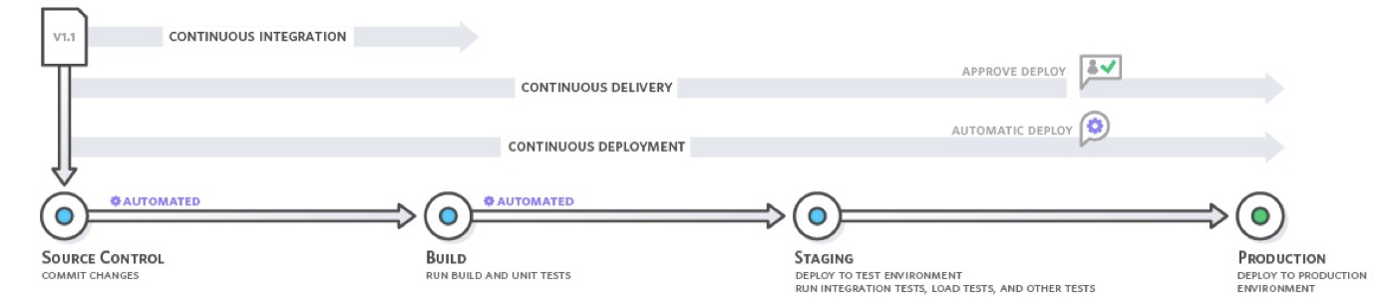 V1.1
CONTINUOUS INTEGRATION
APPROVE DEPLOY
CONTINUOUS DELIVERY
AUTOMATIC DEPLOY
CONTINUOUS DEPLOYMENT
AUTOMATED
AUTOMATED
SOURCE CONTROL
COMMIT CHANGES
BUILD
RUN BUILD AND UNIT TESTS
STAGING
DEPLOY TO TEST ENVIRONMENT
RUN INTEGRATION TESTS, LOAD TESTS, AND OTHER TESTS
PRODUCTION
DEPLOY TO PRODUCTION
ENVIRONMENT